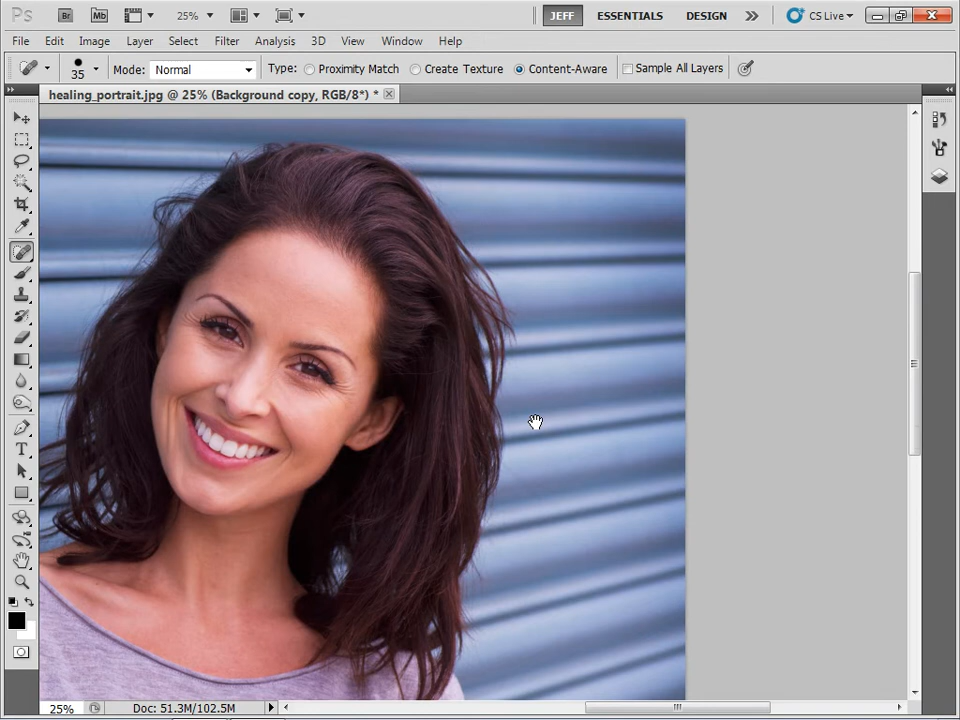 Ps Br Mb 25% JEFF ESSENTIALS DESIGN CS Live
File Edit Image Layer Select Filter Analysis 3D View Window Help
35 Mode: Normal Type: Proximity Match Create Texture Content-Aware Sample All Layers
healing_portrait.jpg @ 25% (Background copy, RGB/8*) *
T
25% Doc: 51.3M/102.5M